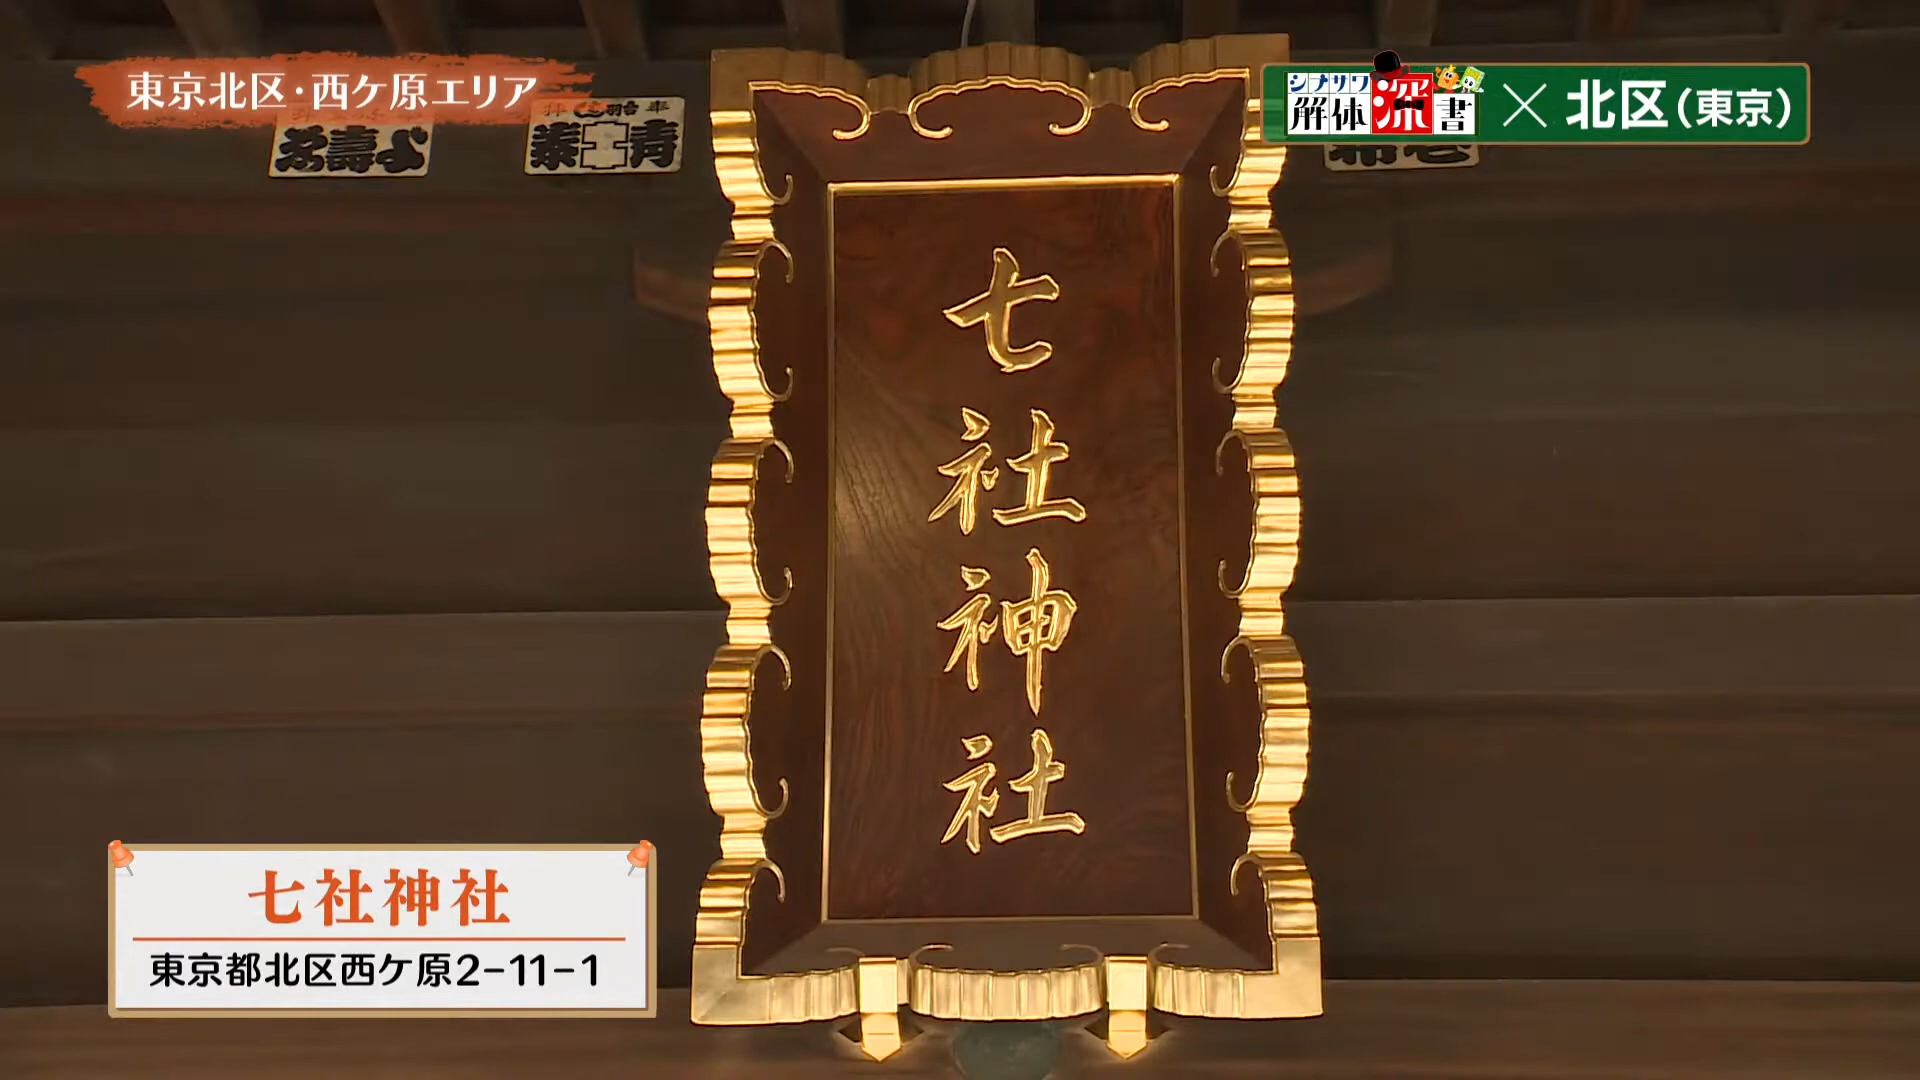 東京北区・西ケ原エリア
シナサワ
解体深書
×北区(東京)
七社神社
七社神社
東京都北区西ケ原2-11-1